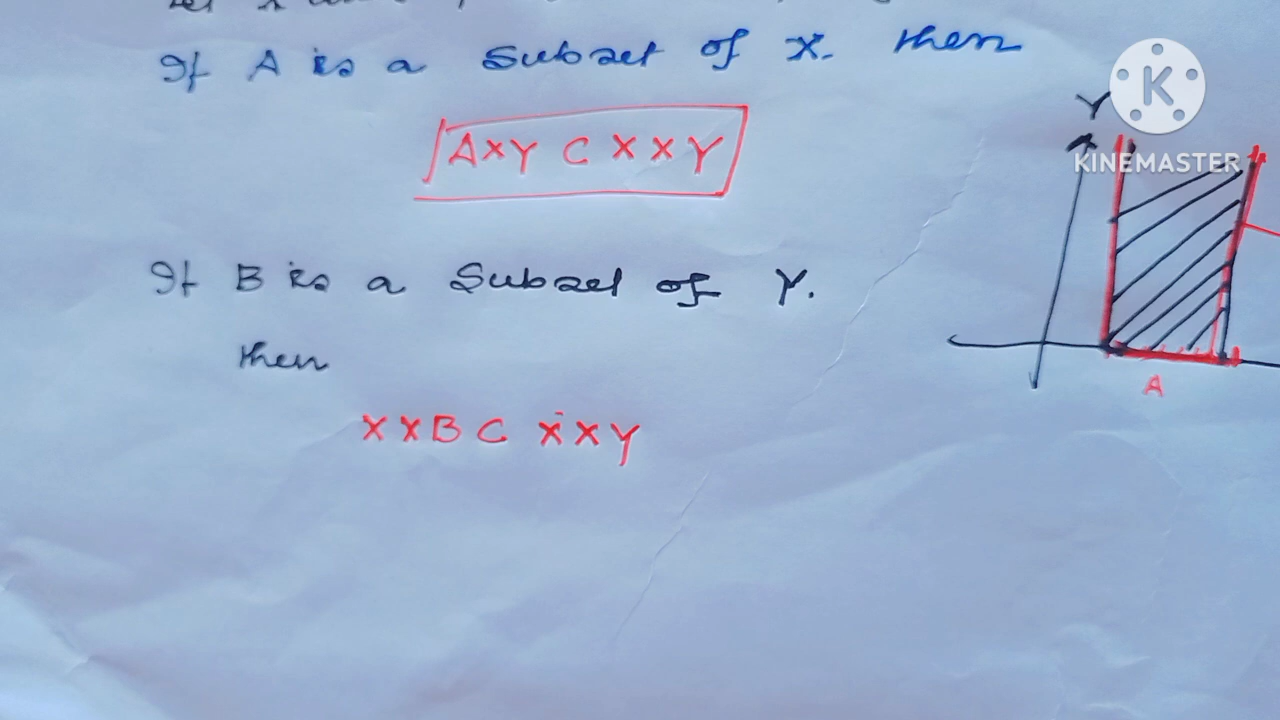 If A is a Subset of X. then
Y
K
KINEMASTER
A×Y ⊂ X×Y
If B is a Subset of Y.
then
A
X×B ⊂ X×Y